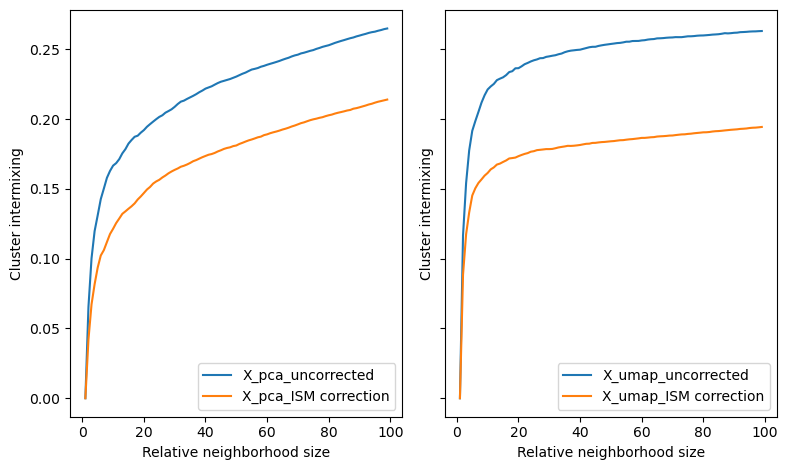 0.25
0.20
0.15
0.10
0.05
0.00
Cluster intermixing
X_pca_uncorrected
X_pca_ISM correction
0 20 40 60 80 100
Relative neighborhood size
Cluster intermixing
X_umap_uncorrected
X_umap_ISM correction
0 20 40 60 80 100
Relative neighborhood size